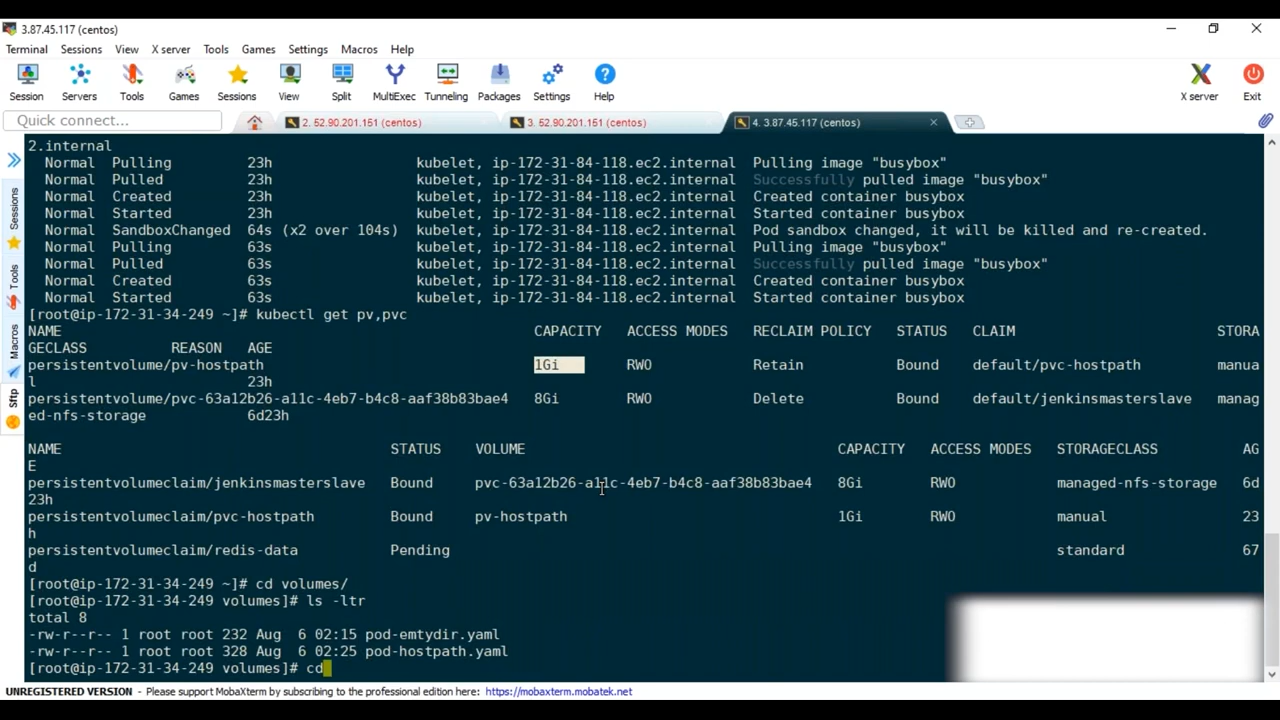 3.87.45.117 (centos)
Terminal Sessions View X server Tools Games Settings Macros Help
Session Servers Tools Games Sessions View Split MultiExec Tunneling Packages Settings Help X server Exit
Quick connect... 2. 52.90.201.151 (centos) 3. 52.90.201.151 (centos) 4. 3.87.45.117 (centos)
Sessions
Tools
Macros
Sftp
2.internal
Normal Pulling 23h kubelet, ip-172-31-84-118.ec2.internal Pulling image "busybox"
Normal Pulled 23h kubelet, ip-172-31-84-118.ec2.internal Successfully pulled image "busybox"
Normal Created 23h kubelet, ip-172-31-84-118.ec2.internal Created container busybox
Normal Started 23h kubelet, ip-172-31-84-118.ec2.internal Started container busybox
Normal SandboxChanged 64s (x2 over 104s) kubelet, ip-172-31-84-118.ec2.internal Pod sandbox changed, it will be killed and re-created.
Normal Pulling 63s kubelet, ip-172-31-84-118.ec2.internal Pulling image "busybox"
Normal Pulled 63s kubelet, ip-172-31-84-118.ec2.internal Successfully pulled image "busybox"
Normal Created 63s kubelet, ip-172-31-84-118.ec2.internal Created container busybox
Normal Started 63s kubelet, ip-172-31-84-118.ec2.internal Started container busybox
[root@ip-172-31-34-249 ~]# kubectl get pv,pvc
NAME CAPACITY ACCESS MODES RECLAIM POLICY STATUS CLAIM STORA
GECLASS REASON AGE
persistentvolume/pv-hostpath 1Gi RWO Retain Bound default/pvc-hostpath manua
l 23h
persistentvolume/pvc-63a12b26-a11c-4eb7-b4c8-aaf38b83bae4 8Gi RWO Delete Bound default/jenkinsmasterslave manag
ed-nfs-storage 6d23h
NAME STATUS VOLUME CAPACITY ACCESS MODES STORAGECLASS AG
E
persistentvolumeclaim/jenkinsmasterslave Bound pvc-63a12b26-a11c-4eb7-b4c8-aaf38b83bae4 8Gi RWO managed-nfs-storage 6d
23h
persistentvolumeclaim/pvc-hostpath Bound pv-hostpath 1Gi RWO manual 23
h
persistentvolumeclaim/redis-data Pending standard 67
d
[root@ip-172-31-34-249 ~]# cd volumes/
[root@ip-172-31-34-249 volumes]# ls -ltr
total 8
-rw-r--r-- 1 root root 232 Aug 6 02:15 pod-emtydir.yaml
-rw-r--r-- 1 root root 328 Aug 6 02:25 pod-hostpath.yaml
[root@ip-172-31-34-249 volumes]# cd
UNREGISTERED VERSION - Please support MobaXterm by subscribing to the professional edition here: https://mobaxterm.mobatek.net